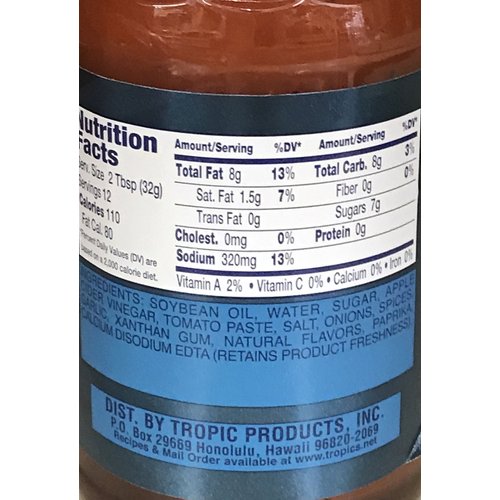 Nutrition
Facts
Serv. Size 2 Tbsp (32g)
Servings 12
Calories 110
Fat Cal. 80
*Percent Daily Values (DV) are
based on a 2,000 calorie diet.
Amount/Serving %DV* Amount/Serving %DV*
Total Fat 8g 13% Total Carb. 8g 3%
Sat. Fat 1.5g 7% Fiber 0g 0%
Trans Fat 0g Sugars 7g
Cholest. 0mg 0% Protein 0g
Sodium 320mg 13%
Vitamin A 2% • Vitamin C 0% • Calcium 0% • Iron 0%
INGREDIENTS: SOYBEAN OIL, WATER, SUGAR, APPLE
CIDER VINEGAR, TOMATO PASTE, SALT, ONIONS, SPICES,
GARLIC, XANTHAN GUM, NATURAL FLAVORS, PAPRIKA,
CALCIUM DISODIUM EDTA (RETAINS PRODUCT FRESHNESS).
DIST. BY TROPIC PRODUCTS, INC.
P.O. Box 29669 Honolulu, Hawaii 96820-2069
Recipes & Mail Order available at www.tropics.net